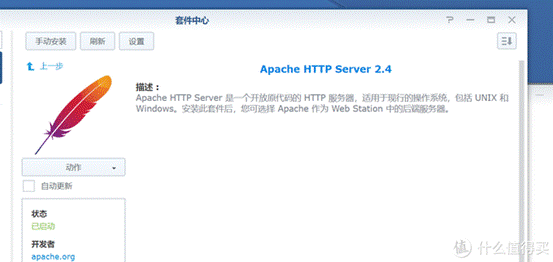 套件中心
手动安装 刷新 设置
上一步
Apache HTTP Server 2.4
描述：
Apache HTTP Server 是一个开放原代码的 HTTP 服务器，适用于现行的操作系统，包括 UNIX 和
Windows。安装此套件后，您可选择 Apache 作为 Web Station 中的后端服务器。
动作
自动更新
状态
已启动
开发者
apache.org
值 什么值得买